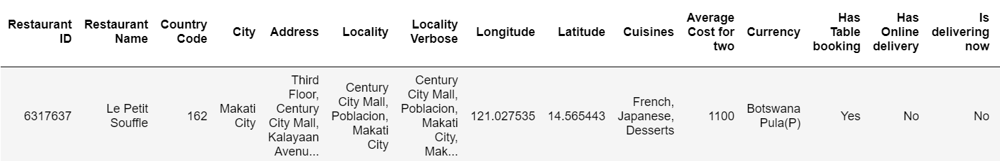 Restaurant ID
Restaurant Name
Country Code
City
Address
Locality
Locality Verbose
Longitude
Latitude
Cuisines
Average Cost for two
Currency
Has Table booking
Has Online delivery
Is delivering now
6317637
Le Petit Souffle
162
Makati City
Third Floor, Century City Mall, Kalayaan Avenu...
Century City Mall, Poblacion, Makati City
Century City Mall, Poblacion, Makati City, Mak...
121.027535
14.565443
French, Japanese, Desserts
1100
Botswana Pula(P)
Yes
No
No